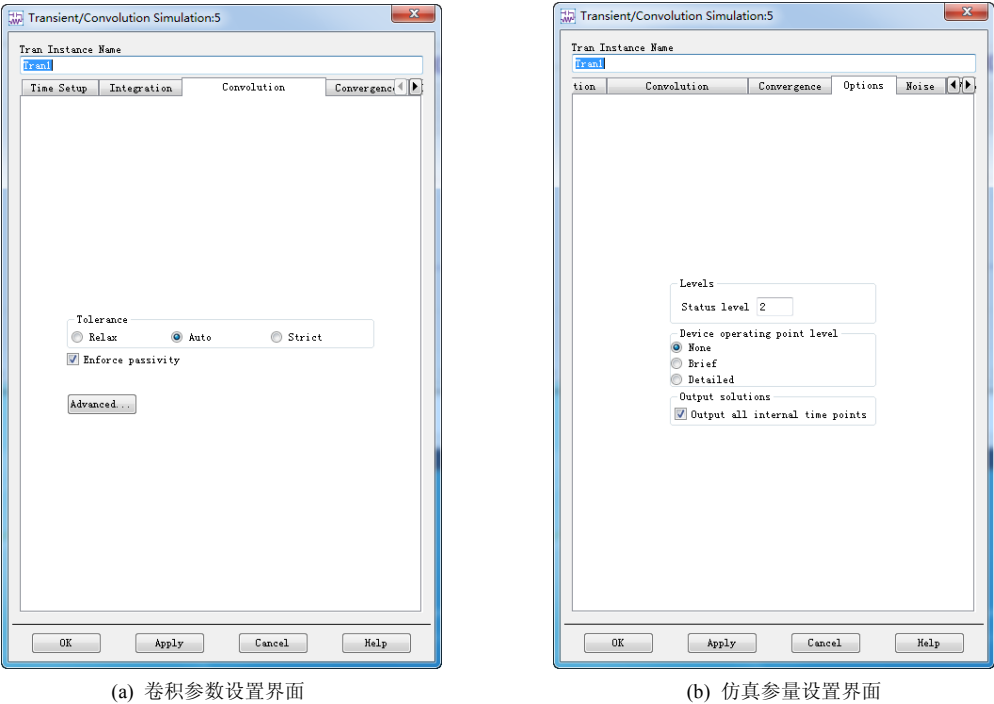 Transient/Convolution Simulation:5
Tran Instance Name
Tran1
Time Setup Integration Convolution Convergenc
Tolerance
Relax Auto Strict
Enforce passivity
Advanced...
OK Apply Cancel Help
(a) 卷积参数设置界面
Transient/Convolution Simulation:5
Tran Instance Name
Tran1
tion Convolution Convergence Options Noise
Levels
Status level 2
Device operating point level
None
Brief
Detailed
Output solutions
Output all internal time points
OK Apply Cancel Help
(b) 仿真参量设置界面